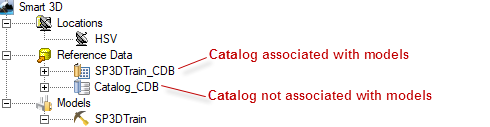 Smart 3D
Locations
HSV
Reference Data
SP3DTrain_CDB
Catalog associated with models
Catalog_CDB
Catalog not associated with models
Models
SP3DTrain